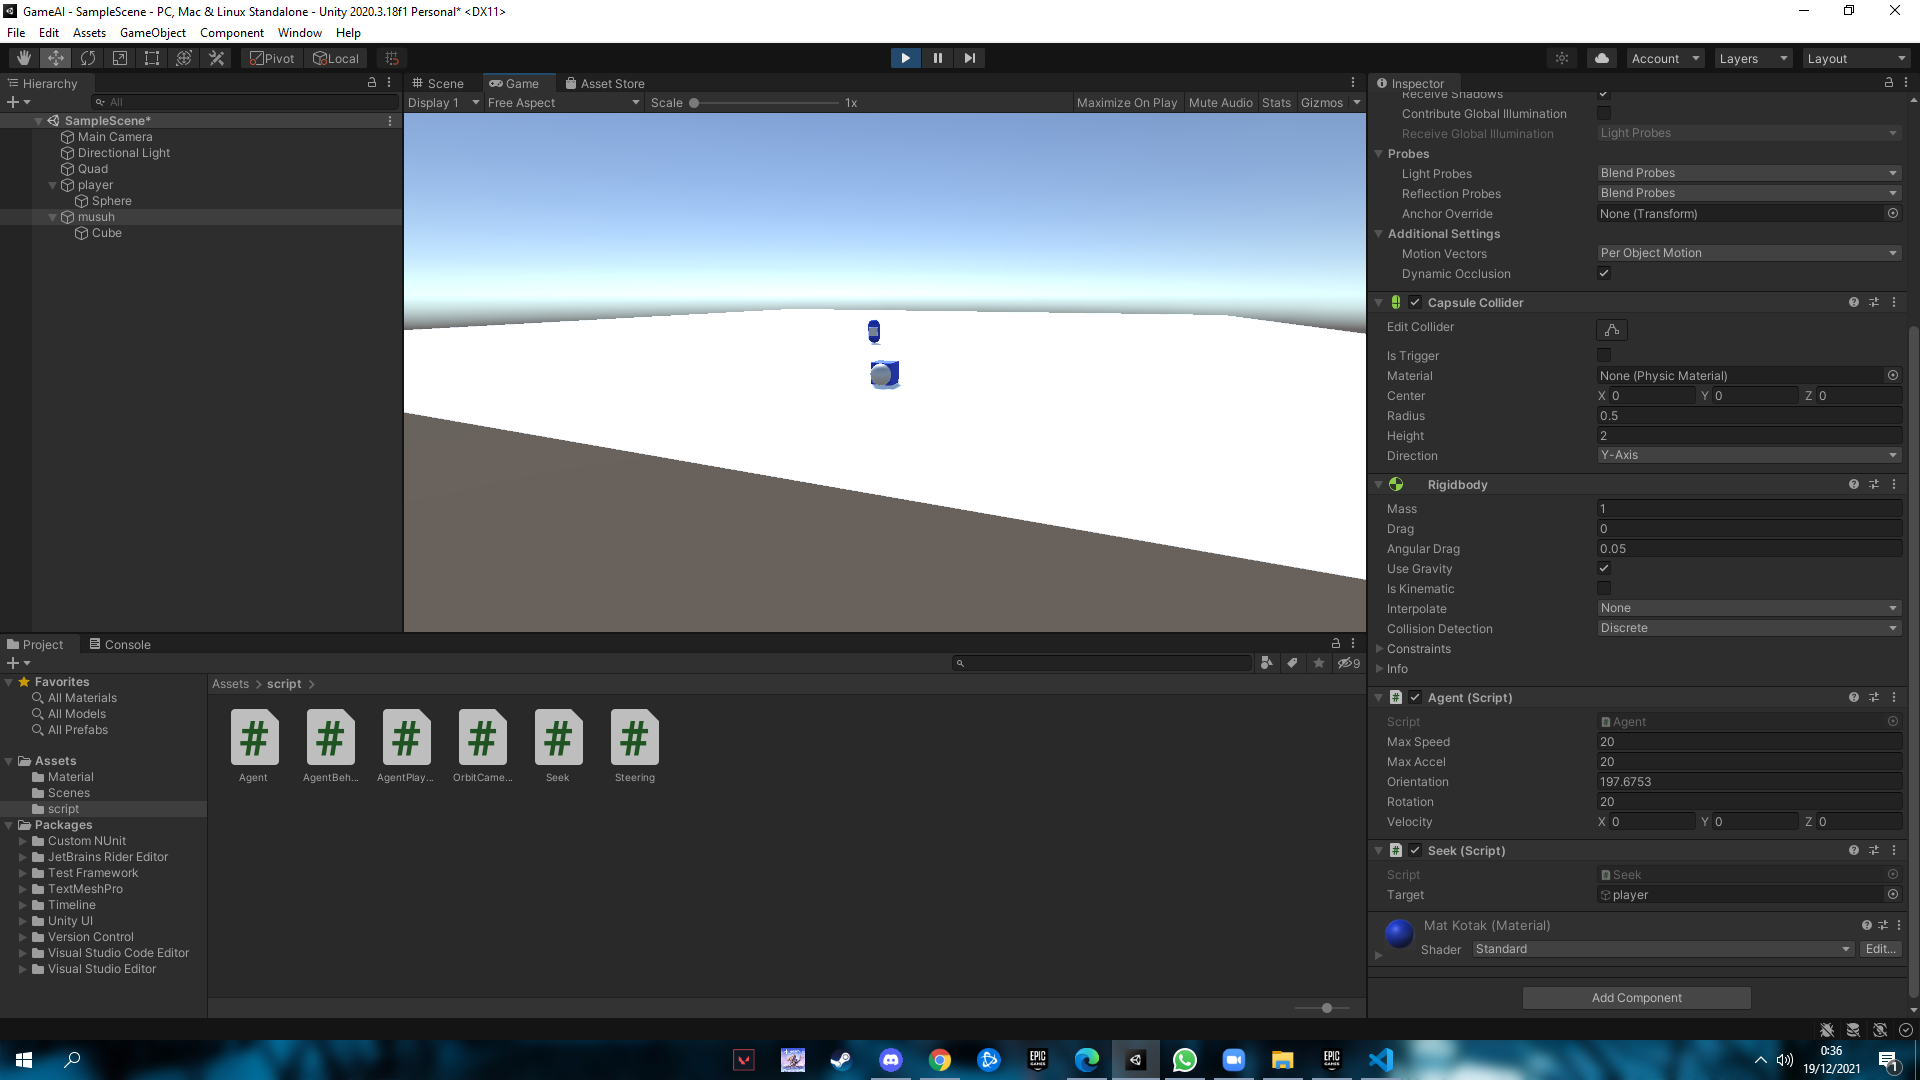 GameAI - SampleScene - PC, Mac & Linux Standalone - Unity 2020.3.18f1 Personal* <DX11>
File Edit Assets GameObject Component Window Help
Pivot Local Account Layers Layout
Hierarchy
All
SampleScene*
Main Camera
Directional Light
Quad
player
Sphere
musuh
Cube
Scene Game Asset Store
Display 1 Free Aspect Scale 1x Maximize On Play Mute Audio Stats Gizmos
Inspector
Receive Shadows
Contribute Global Illumination
Receive Global Illumination Light Probes
Probes
Light Probes Blend Probes
Reflection Probes Blend Probes
Anchor Override None (Transform)
Additional Settings
Motion Vectors Per Object Motion
Dynamic Occlusion
Capsule Collider
Edit Collider
Is Trigger
Material None (Physic Material)
Center X 0 Y 0 Z 0
Radius 0.5
Height 2
Direction Y-Axis
Rigidbody
Mass 1
Drag 0
Angular Drag 0.05
Use Gravity
Is Kinematic
Interpolate None
Collision Detection Discrete
Constraints
Info
Agent (Script)
Script Agent
Max Speed 20
Max Accel 20
Orientation 197.6753
Rotation 20
Velocity X 0 Y 0 Z 0
Seek (Script)
Script Seek
Target player
Mat Kotak (Material)
Shader Standard Edit...
Add Component
Project Console
9
Favorites
All Materials
All Models
All Prefabs
Assets
Material
Scenes
script
Packages
Custom NUnit
JetBrains Rider Editor
Test Framework
TextMeshPro
Timeline
Unity UI
Version Control
Visual Studio Code Editor
Visual Studio Editor
Assets > script >
Agent AgentBeh... AgentPlay... OrbitCame... Seek Steering
EPIC GAMES
EPIC GAMES
0:36
19/12/2021
1